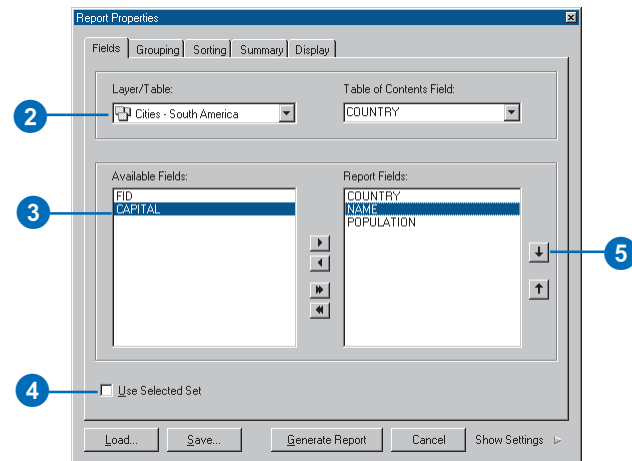 Report Properties
Fields Grouping Sorting Summary Display
Layer/Table: Table of Contents Field:
2 Cities - South America COUNTRY
Available Fields: Report Fields:
FID COUNTRY
3 CAPITAL NAME
POPULATION
5
4 Use Selected Set
Load... Save... Generate Report Cancel Show Settings